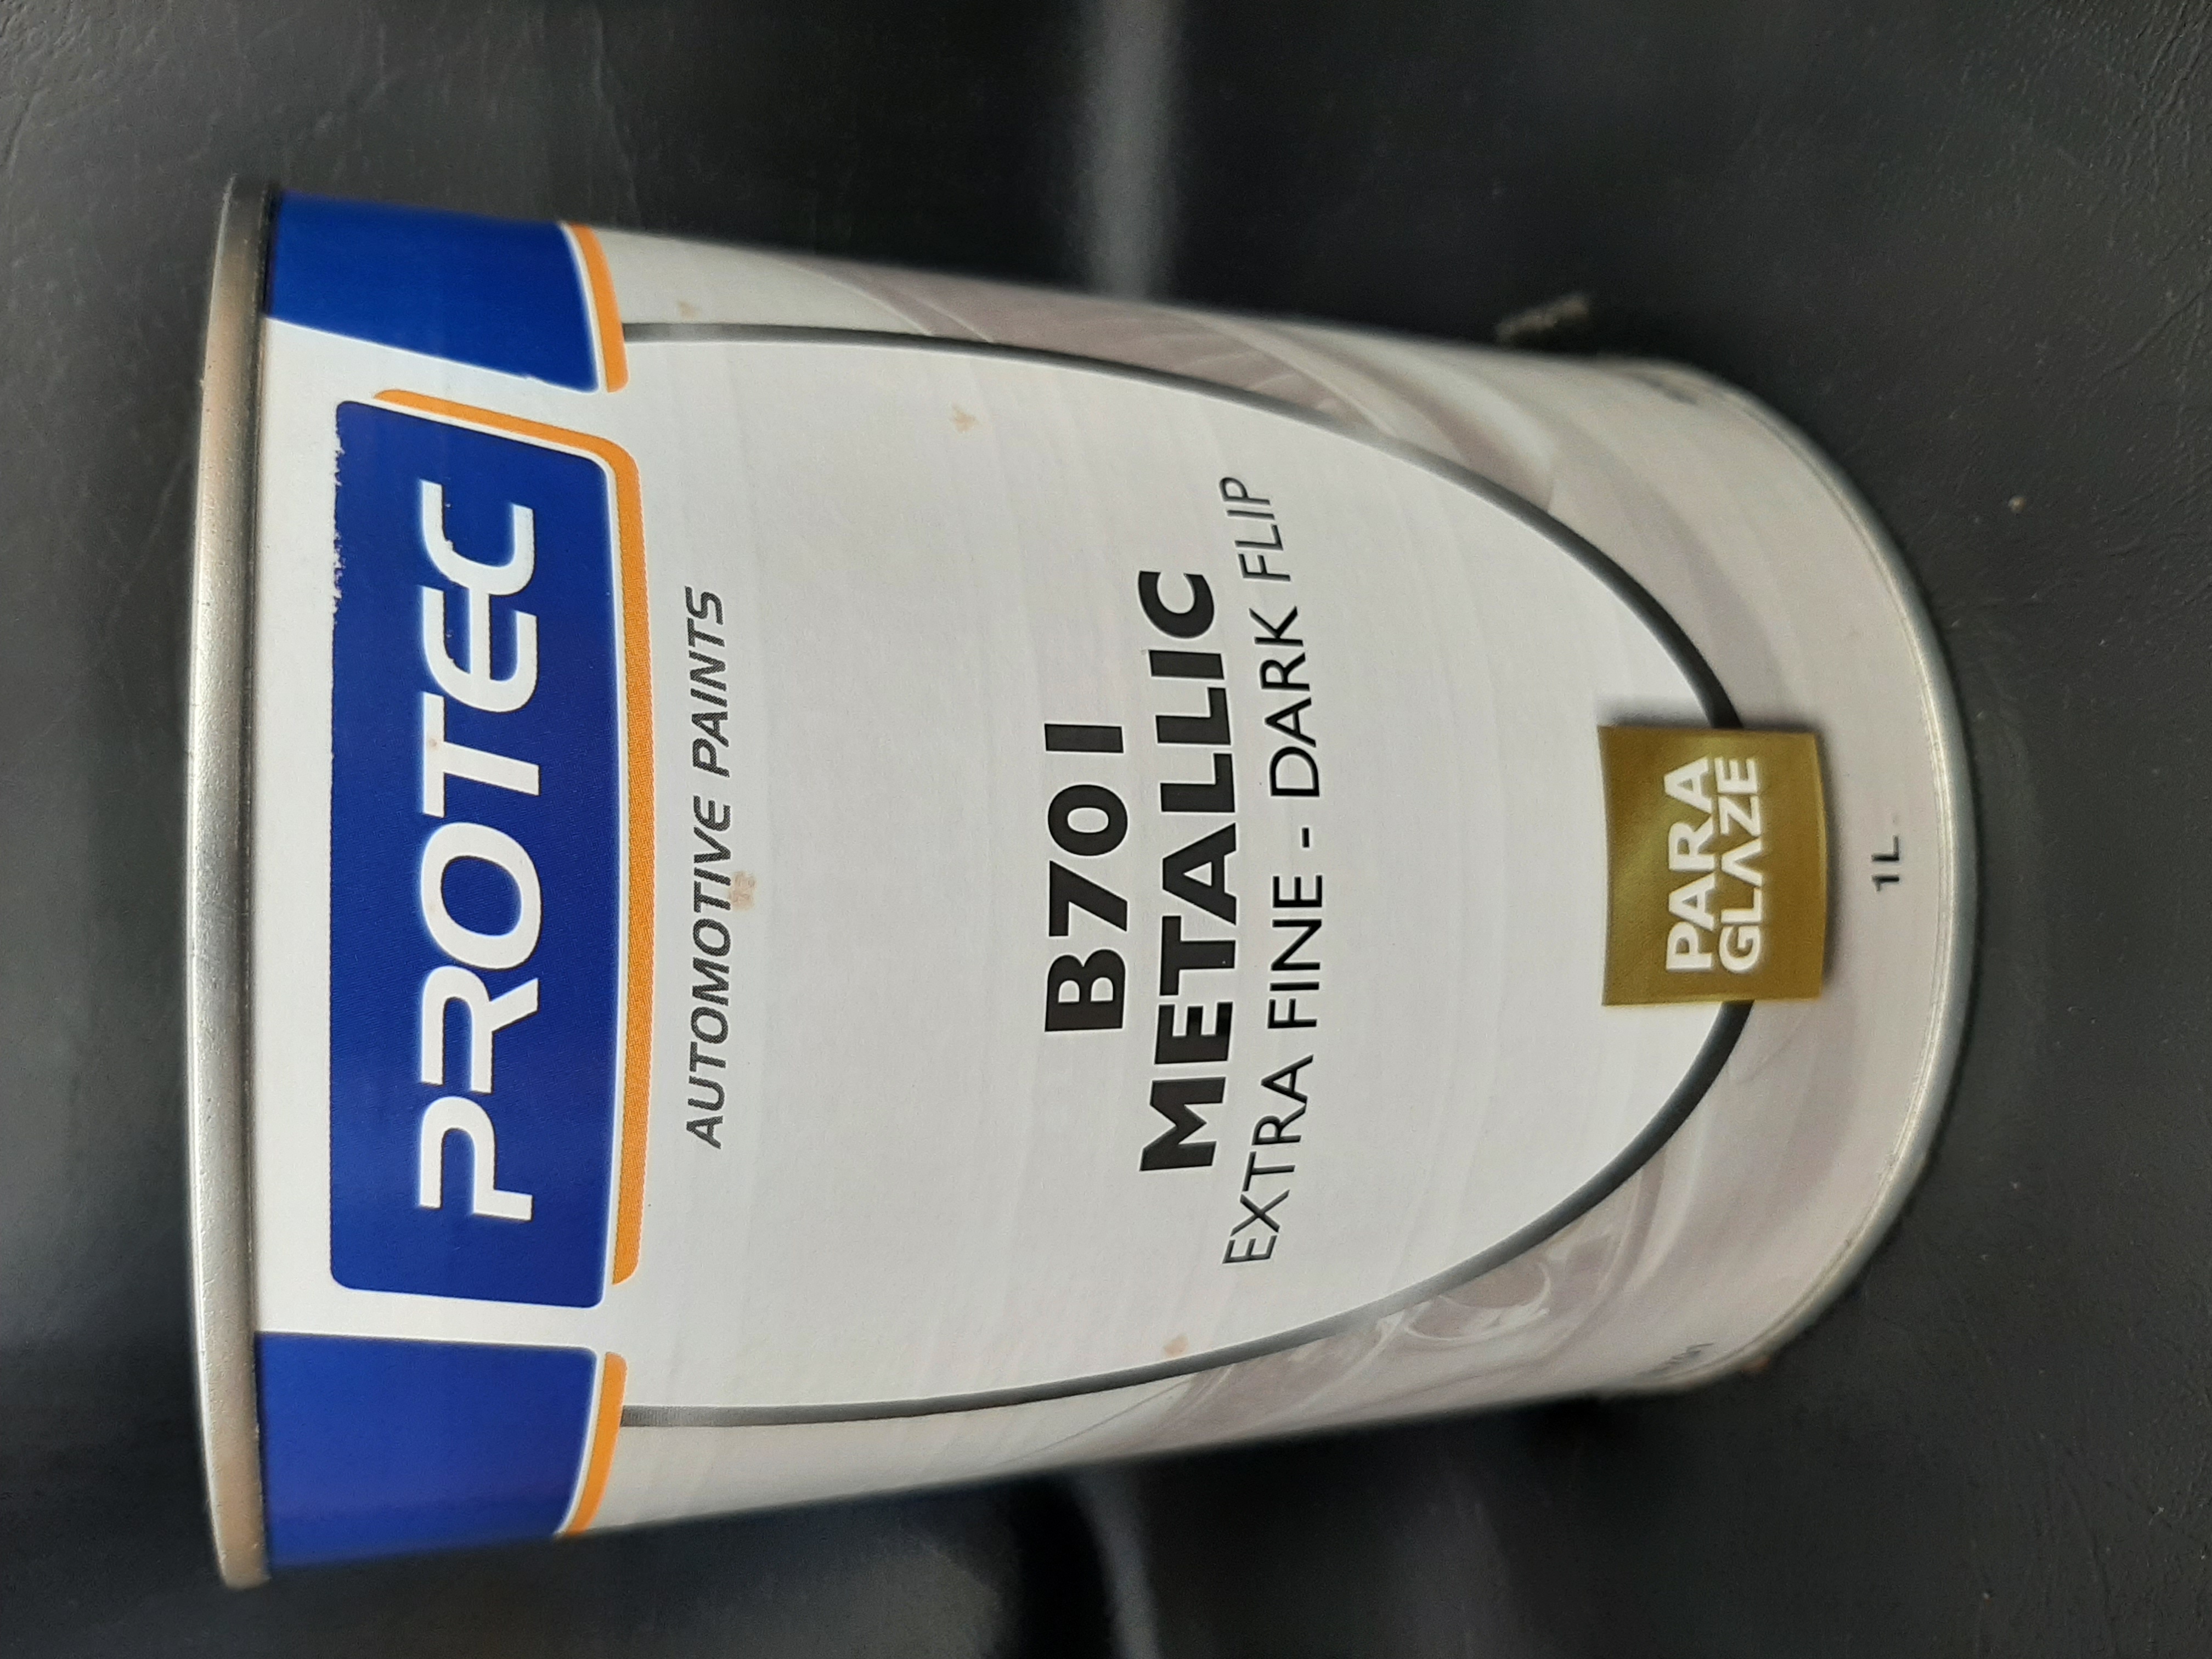 PROTEC
AUTOMOTIVE PAINTS
B701
METALLIC
EXTRA FINE - DARK FLIP
PARA
GLAZE
1L